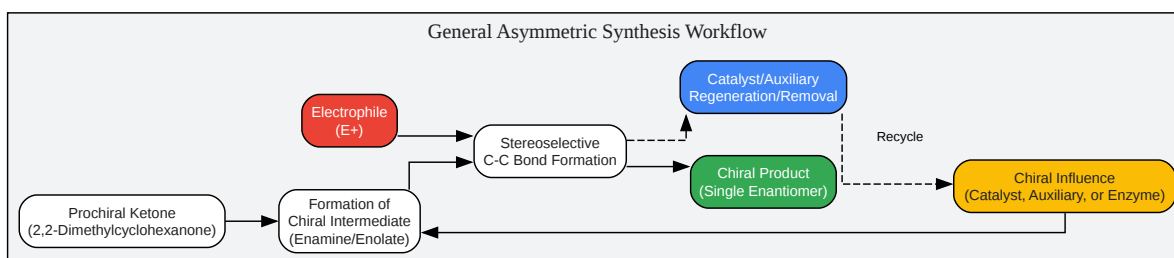 General Asymmetric Synthesis Workflow
Electrophile
(E+)
Catalyst/Auxiliary
Regeneration/Removal
Recycle
Stereoselective
C-C Bond Formation
Chiral Product
(Single Enantiomer)
Chiral Influence
(Catalyst, Auxiliary, or Enzyme)
Prochiral Ketone
(2,2-Dimethylcyclohexanone)
Formation of
Chiral Intermediate
(Enamine/Enolate)